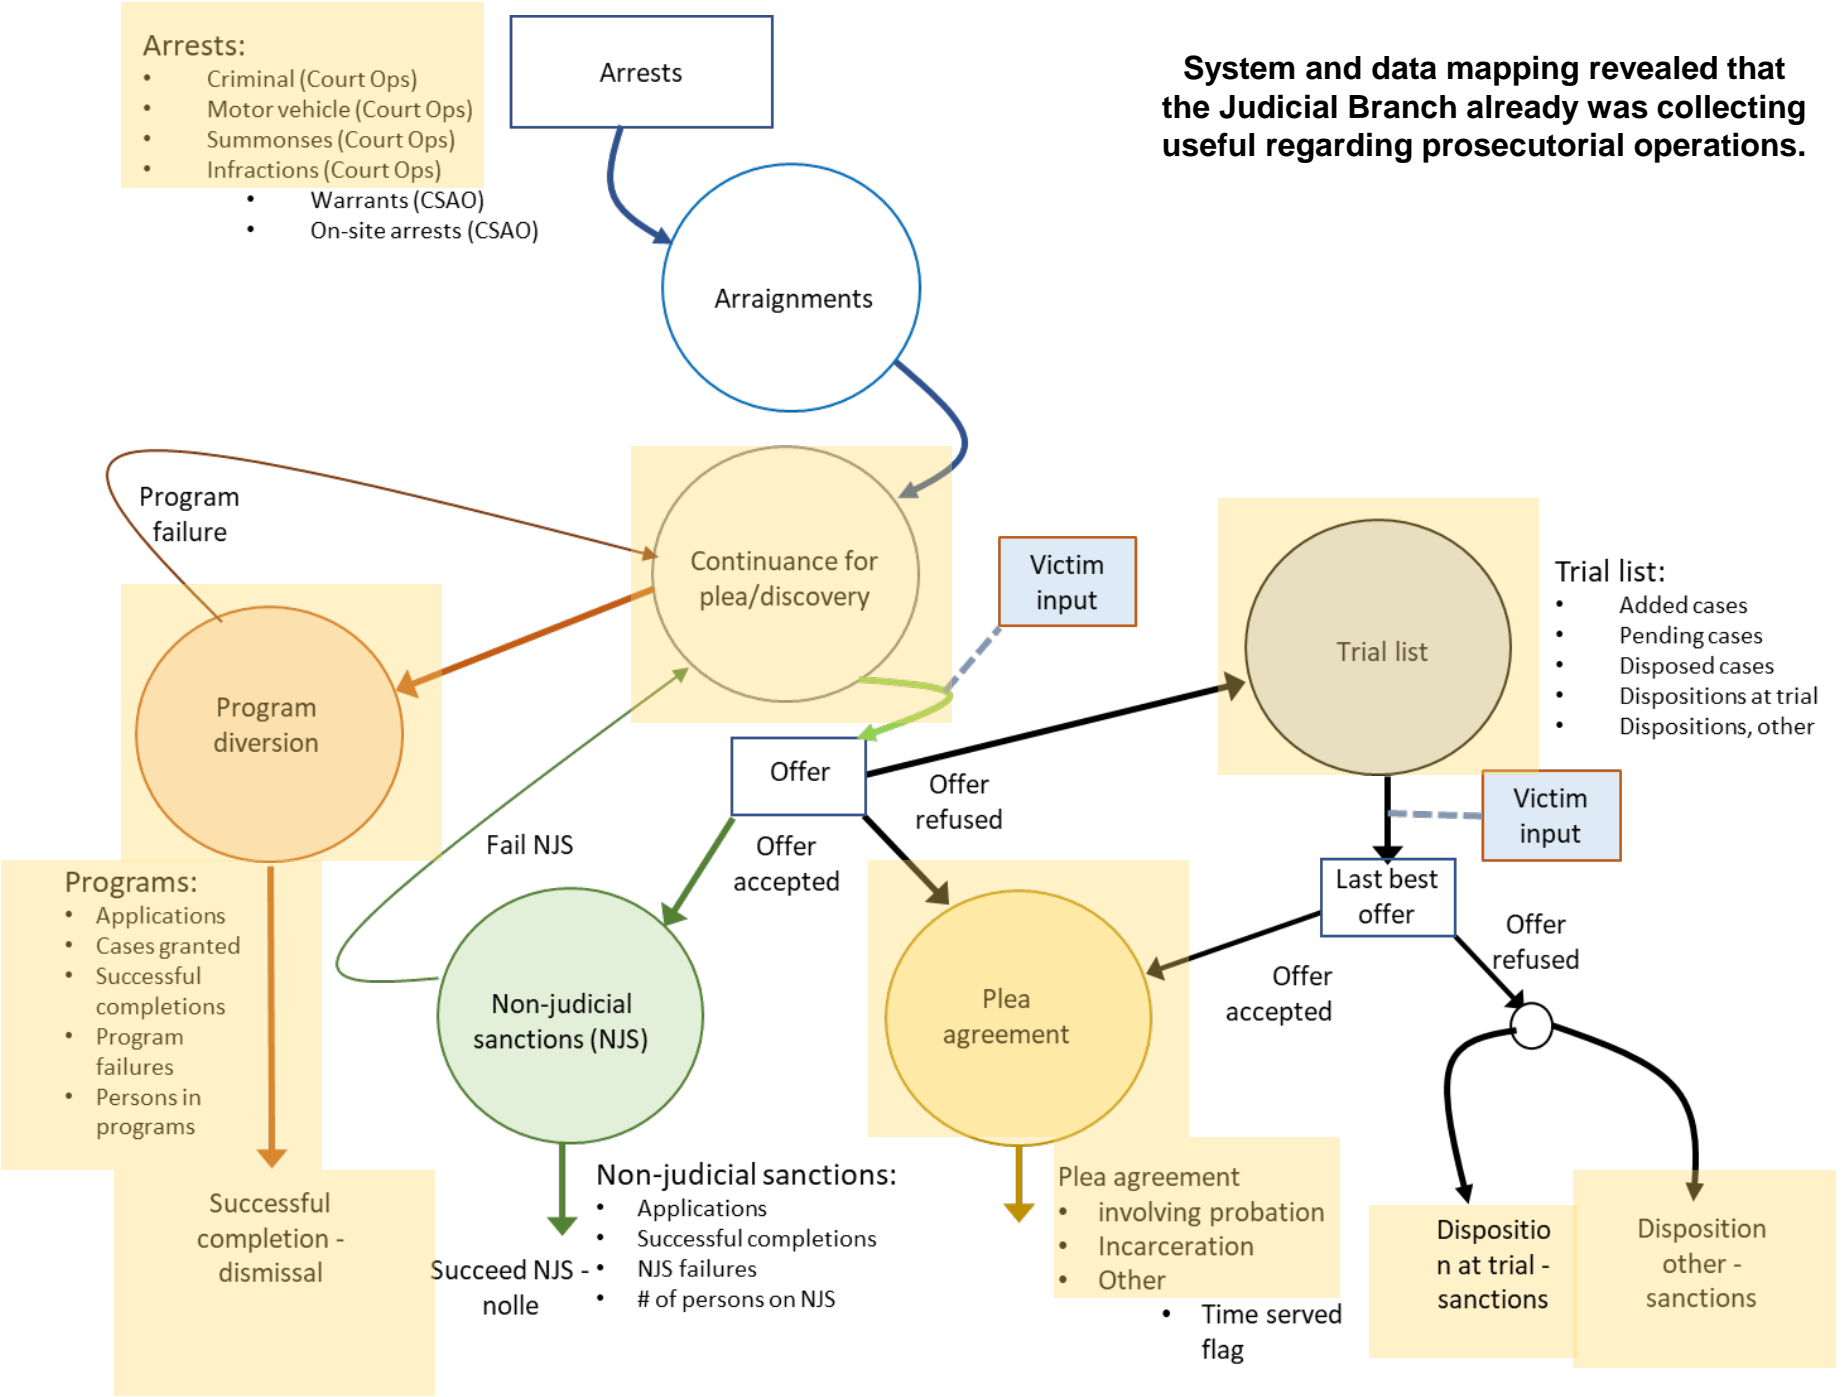 System and data mapping revealed that
the Judicial Branch already was collecting
useful regarding prosecutorial operations.
Arrests:
• Criminal (Court Ops)
• Motor vehicle (Court Ops)
• Summonses (Court Ops)
• Infractions (Court Ops)
• Warrants (CSAO)
• On-site arrests (CSAO)
Arrests
Arraignments
Program
failure
Continuance for
plea/discovery
Victim
input
Trial list
Trial list:
• Added cases
• Pending cases
• Disposed cases
• Dispositions at trial
• Dispositions, other
Program
diversion
Offer
Offer
refused
Victim
input
Fail NJS
Offer
accepted
Last best
offer
Offer
refused
Offer
accepted
Programs:
• Applications
• Cases granted
• Successful
completions
• Program
failures
• Persons in
programs
Non-judicial
sanctions (NJS)
Plea
agreement
Successful
completion -
dismissal
Succeed NJS -
nolle
Non-judicial sanctions:
• Applications
• Successful completions
• NJS failures
• # of persons on NJS
Plea agreement
• involving probation
• Incarceration
• Other
• Time served
flag
Dispositio
n at trial -
sanctions
Disposition
other -
sanctions